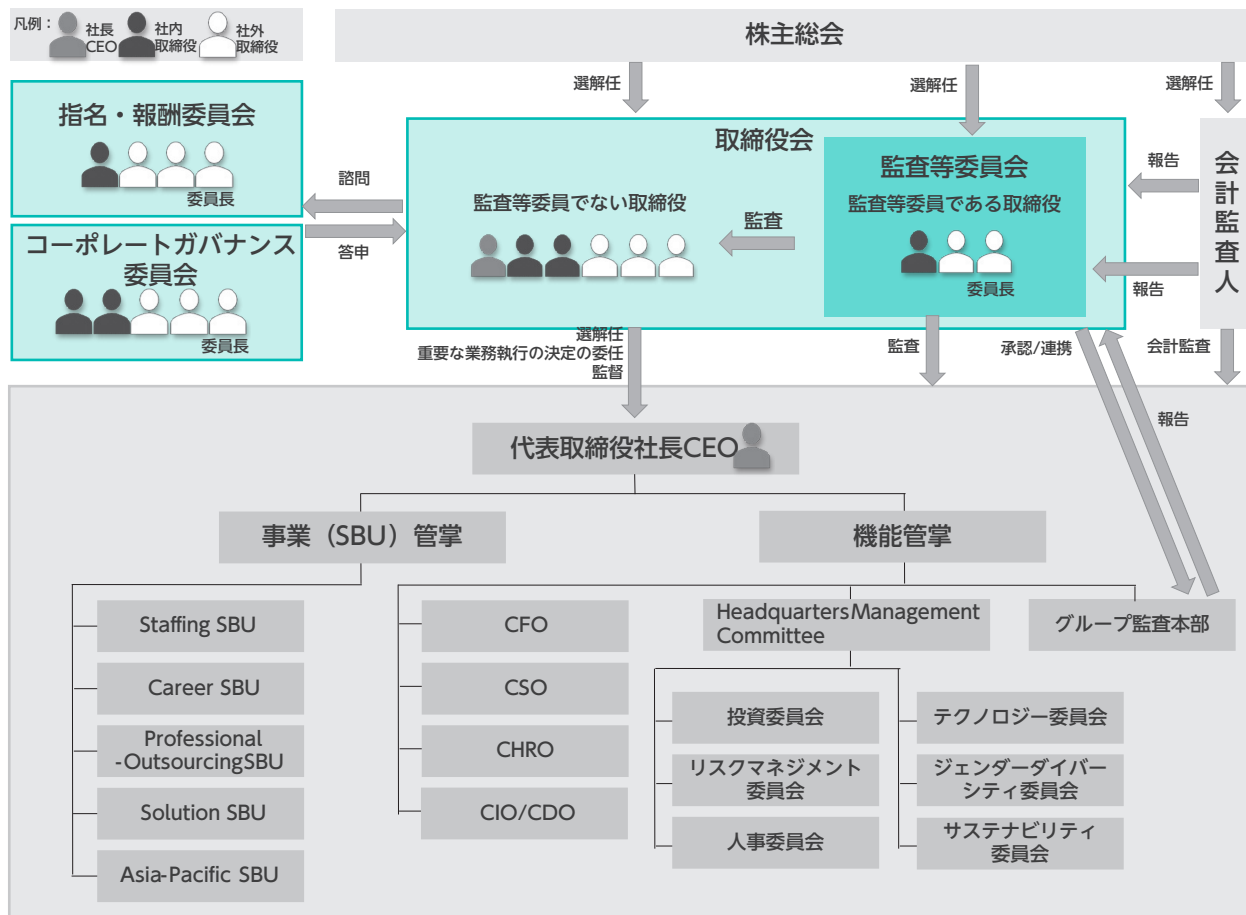 凡例：
社長
CEO
社内
取締役
社外
取締役
株主総会
選解任
選解任
選解任
指名・報酬委員会
委員長
コーポレートガバナンス
委員会
委員長
諮問
答申
取締役会
監査等委員でない取締役
監査
監査等委員会
監査等委員である取締役
委員長
報告
報告
会計監査人
選解任
重要な業務執行の決定の委任
監督
監査
承認/連携
会計監査
報告
代表取締役社長CEO
事業（SBU）管掌
機能管掌
Staffing SBU
Career SBU
Professional
-OutsourcingSBU
Solution SBU
Asia-Pacific SBU
CFO
CSO
CHRO
CIO/CDO
HeadquartersManagement
Committee
グループ監査本部
投資委員会
リスクマネジメント
委員会
人事委員会
テクノロジー委員会
ジェンダーダイバー
シティ委員会
サステナビリティ
委員会